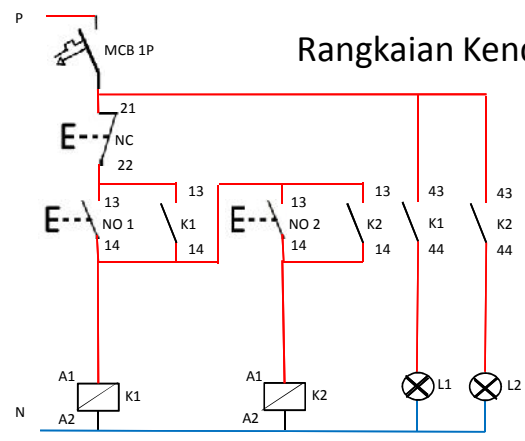 P
MCB 1P
Rangkaian Kend
21
NC
22
13 13 13 13 43 43
NO 1 K1 NO 2 K2 K1 K2
14 14 14 14 44 44
A1 K1 A1 K2 L1 L2
A2 A2
N